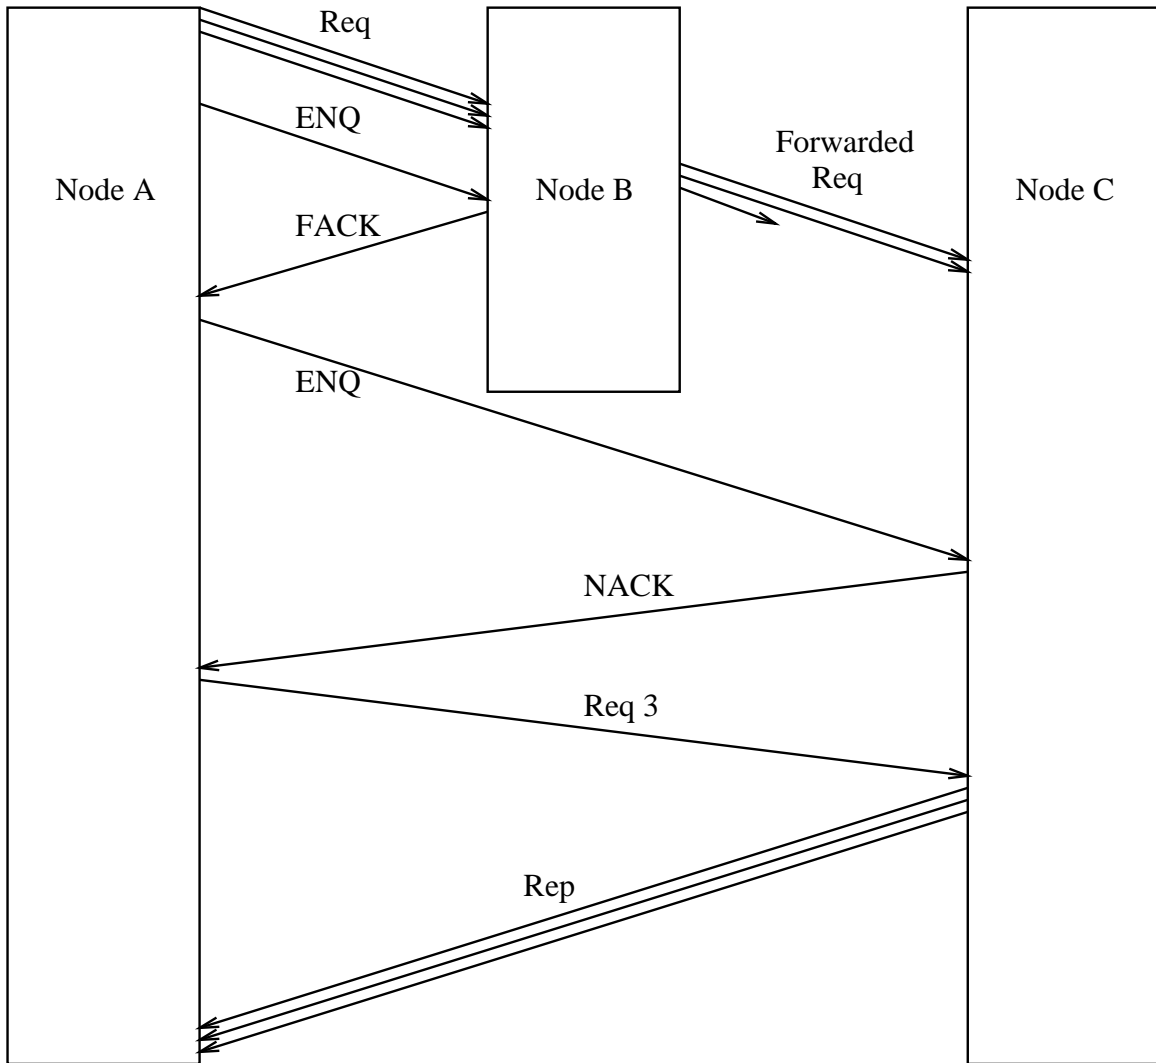 Req
ENQ
Forwarded
Req
Node A
Node B
Node C
FACK
ENQ
NACK
Req 3
Rep